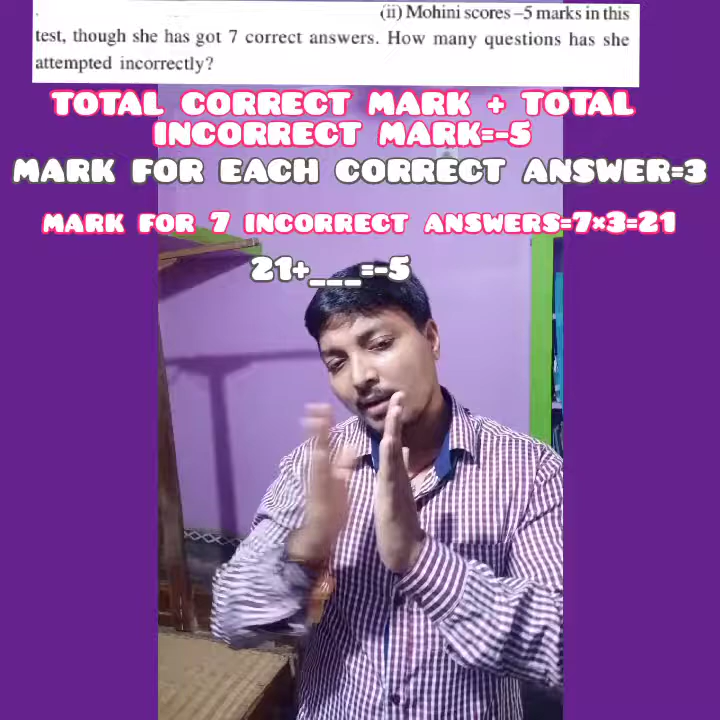 (ii) Mohini scores –5 marks in this
test, though she has got 7 correct answers. How many questions has she
attempted incorrectly?
TOTAL CORRECT MARK + TOTAL
INCORRECT MARK=-5
MARK FOR EACH CORRECT ANSWER=3
MARK FOR 7 INCORRECT ANSWERS=7×3=21
21+___=-5